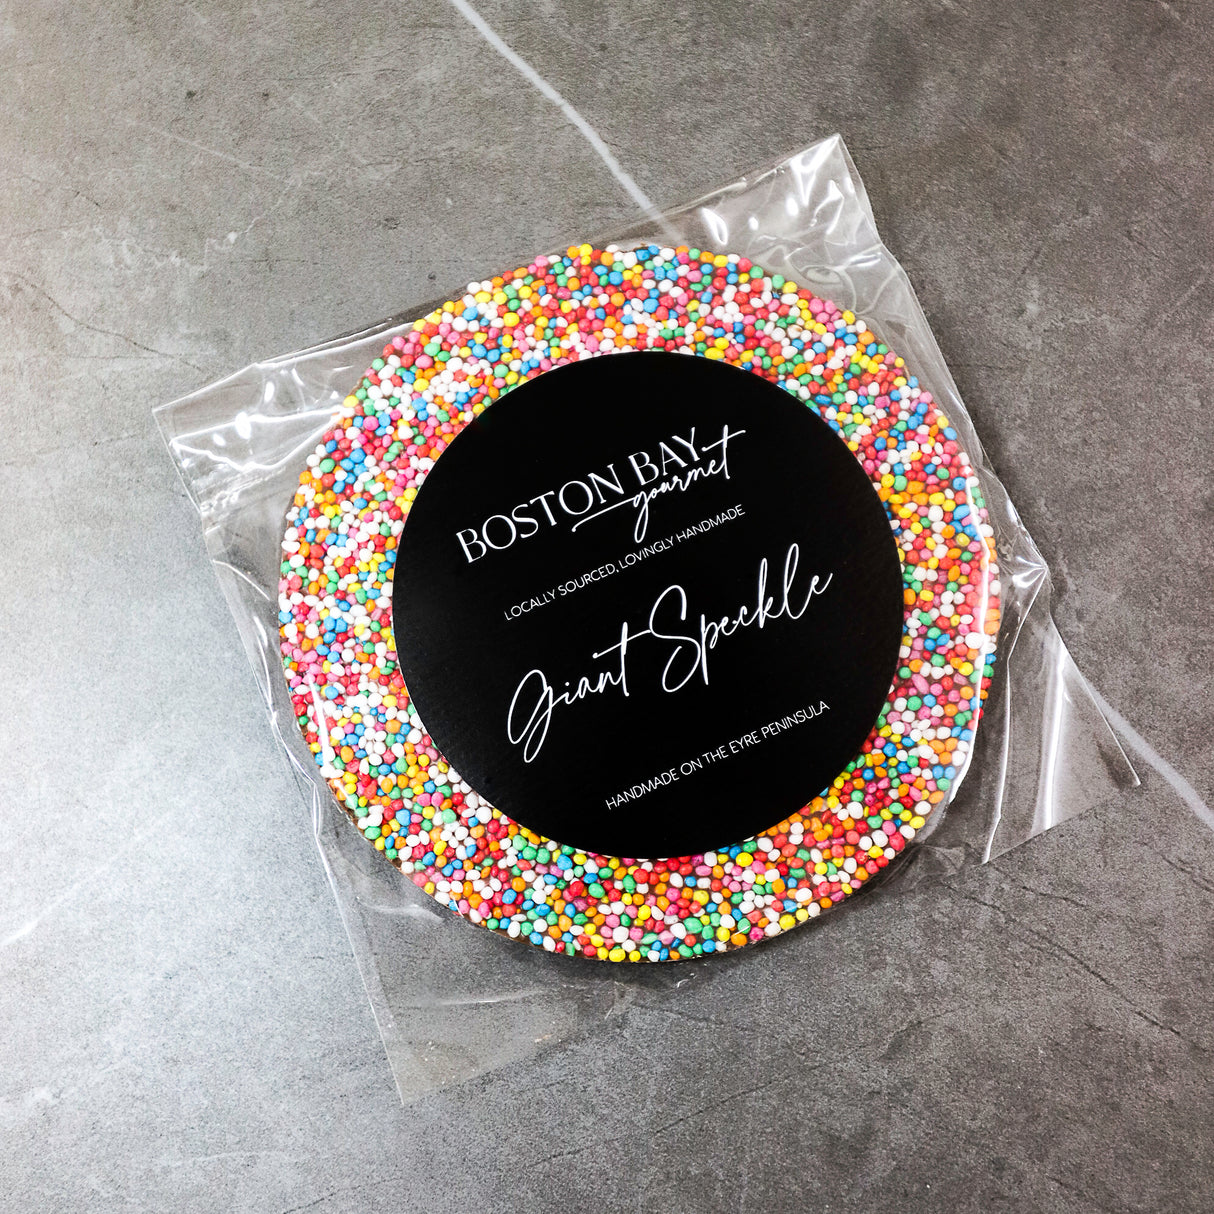 BOSTON BAY
gourmet
LOCALLY SOURCED, LOVINGLY HANDMADE
Giant Speckle
HANDMADE ON THE EYRE PENINSULA